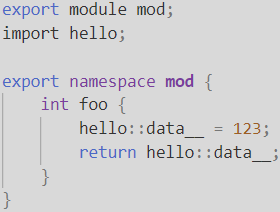 export module mod;
import hello;

export namespace mod {
    int foo {
        hello::data__ = 123;
        return hello::data__;
    }
}